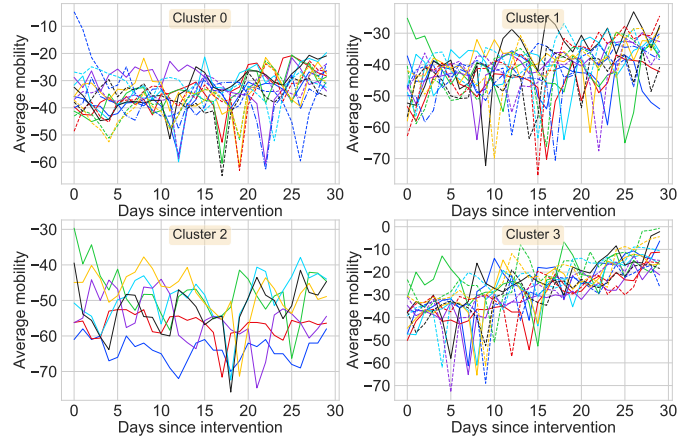 Cluster 0
Average mobility
−10
−20
−30
−40
−50
−60
0 5 10 15 20 25 30
Days since intervention
Cluster 1
Average mobility
−30
−40
−50
−60
−70
0 5 10 15 20 25 30
Days since intervention
Cluster 2
Average mobility
−30
−40
−50
−60
−70
0 5 10 15 20 25 30
Days since intervention
Cluster 3
Average mobility
0
−10
−20
−30
−40
−50
−60
−70
0 5 10 15 20 25 30
Days since intervention